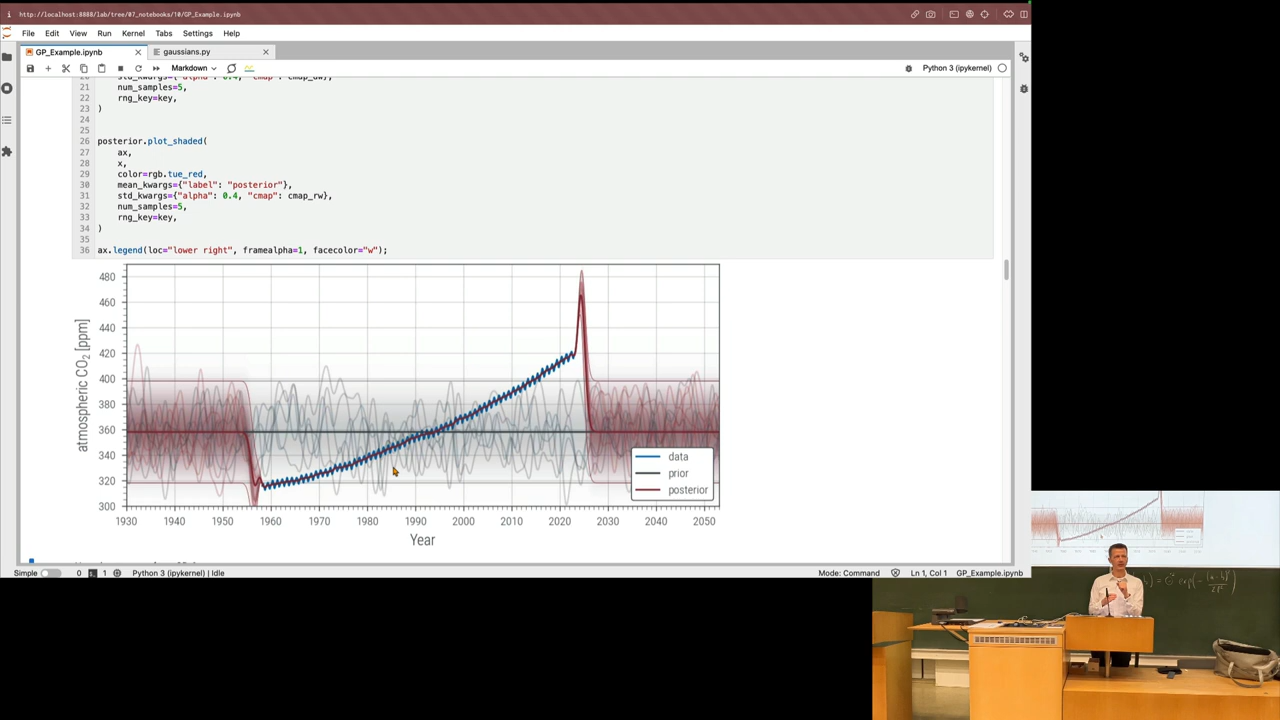 http://localhost:8888/lab/tree/07_notebooks/10/GP_Example.ipynb
File Edit View Run Kernel Tabs Settings Help
GP_Example.ipynb gaussians.py
Markdown Python 3 (ipykernel)
21 num_samples=5,
22 rng_key=key,
23 )
24
25
26 posterior.plot_shaded(
27 ax,
28 x,
29 color=rgb.tue_red,
30 mean_kwargs={"label": "posterior"},
31 std_kwargs={"alpha": 0.4, "cmap": cmap_rw},
32 num_samples=5,
33 rng_key=key,
34 )
35
36 ax.legend(loc="lower right", framealpha=1, facecolor="w");
480
460
440
420
400
380
360
340
320
300
atmospheric CO2 [ppm]
data
prior
posterior
1930 1940 1950 1960 1970 1980 1990 2000 2010 2020 2030 2040 2050
Year
Simple 0 1 Python 3 (ipykernel) | Idle Mode: Command Ln 1, Col 1 GP_Example.ipynb